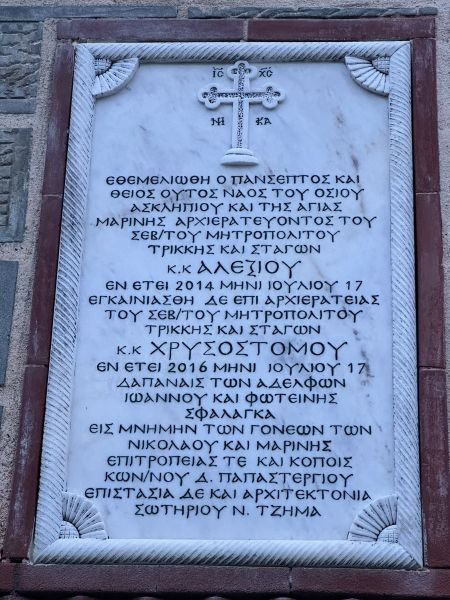 ΙϹ ΧϹ
ΝΙ ΚΑ
ΕΘΕΜΕΛΙΩΘΗ Ο ΠΑΝΣΕΠΤΟΣ ΚΑΙ
ΘΕΙΟΣ ΟΥΤΟΣ ΝΑΟΣ ΤΟΥ ΟΣΙΟΥ
ΑΣΚΛΗΠΙΟΥ ΚΑΙ ΤΗΣ ΑΓΙΑΣ
ΜΑΡΙΝΗΣ ΑΡΧΙΕΡΑΤΕΥΟΝΤΟΣ ΤΟΥ
ΣΕΒ/ΤΟΥ ΜΗΤΡΟΠΟΛΙΤΟΥ
ΤΡΙΚΚΗΣ ΚΑΙ ΣΤΑΓΩΝ
Κ.Κ ΑΛΕΞΙΟΥ
ΕΝ ΕΤΕΙ 2014 ΜΗΝΙ ΙΟΥΛΙΟΥ 17
ΕΓΚΑΙΝΙΑΣΘΗ ΔΕ ΕΠΙ ΑΡΧΙΕΡΑΤΕΙΑΣ
ΤΟΥ ΣΕΒ/ΤΟΥ ΜΗΤΡΟΠΟΛΙΤΟΥ
ΤΡΙΚΚΗΣ ΚΑΙ ΣΤΑΓΩΝ
Κ.Κ ΧΡΥΣΟΣΤΟΜΟΥ
ΕΝ ΕΤΕΙ 2016 ΜΗΝΙ ΙΟΥΛΙΟΥ 17
ΔΑΠΑΝΑΙΣ ΤΩΝ ΑΔΕΛΦΩΝ
ΙΩΑΝΝΟΥ ΚΑΙ ΦΩΤΕΙΝΗΣ
ΣΦΑΛΑΓΚΑ
ΕΙΣ ΜΝΗΜΗΝ ΤΩΝ ΓΟΝΕΩΝ ΤΩΝ
ΝΙΚΟΛΑΟΥ ΚΑΙ ΜΑΡΙΝΗΣ
ΕΠΙΤΡΟΠΕΙΑΣ ΤΕ ΚΑΙ ΚΟΠΟΙΣ
ΚΩΝ/ΝΟΥ Δ. ΠΑΠΑΣΤΕΡΓΙΟΥ
ΕΠΙΣΤΑΣΙΑ ΔΕ ΚΑΙ ΑΡΧΙΤΕΚΤΟΝΙΑ
ΣΩΤΗΡΙΟΥ Ν. ΤΖΗΜΑ